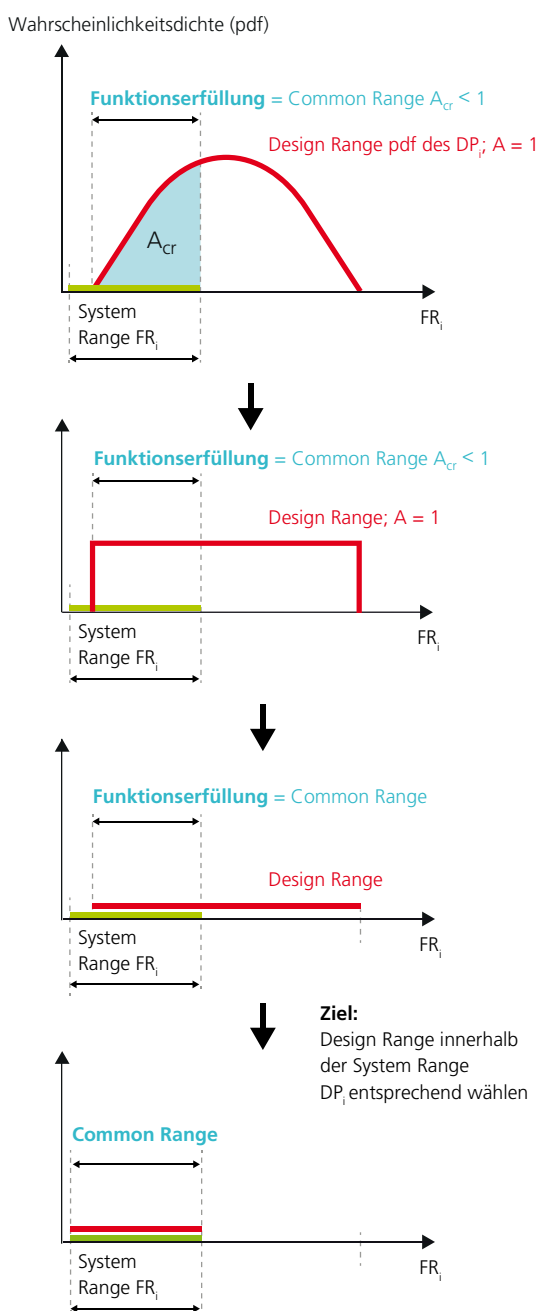 Wahrscheinlichkeitsdichte (pdf)
Funktionserfüllung = Common Range A_cr < 1
Design Range pdf des DP_i; A = 1
A_cr
System
Range FR_i
FR_i
Funktionserfüllung = Common Range A_cr < 1
Design Range; A = 1
System
Range FR_i
FR_i
Funktionserfüllung = Common Range
Design Range
System
Range FR_i
FR_i
Ziel:
Design Range innerhalb
der System Range
DP_i entsprechend wählen
Common Range
System
Range FR_i
FR_i